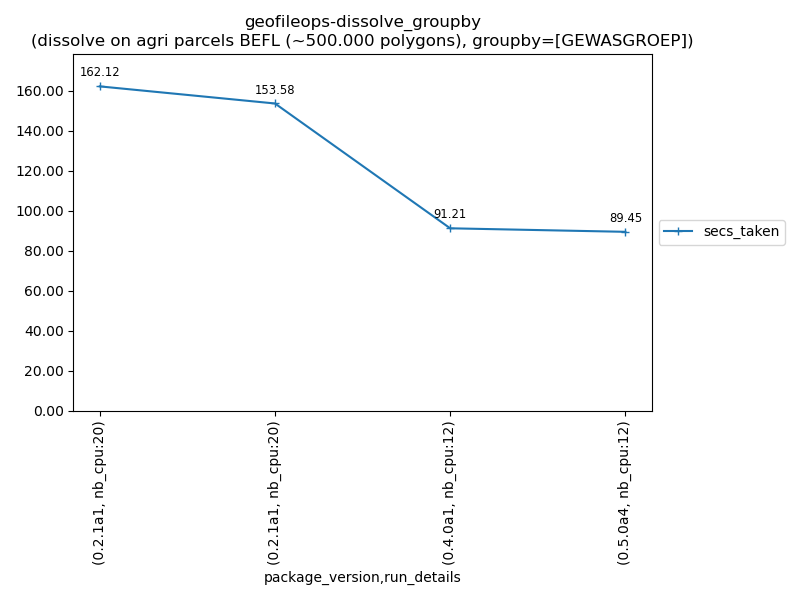 geofileops-dissolve_groupby
(dissolve on agri parcels BEFL (~500.000 polygons), groupby=[GEWASGROEP])
162.12
153.58
91.21
89.45
160.00
140.00
120.00
100.00
80.00
60.00
40.00
20.00
0.00
secs_taken
(0.2.1a1, nb_cpu:20)
(0.2.1a1, nb_cpu:20)
(0.4.0a1, nb_cpu:12)
(0.5.0a4, nb_cpu:12)
package_version,run_details